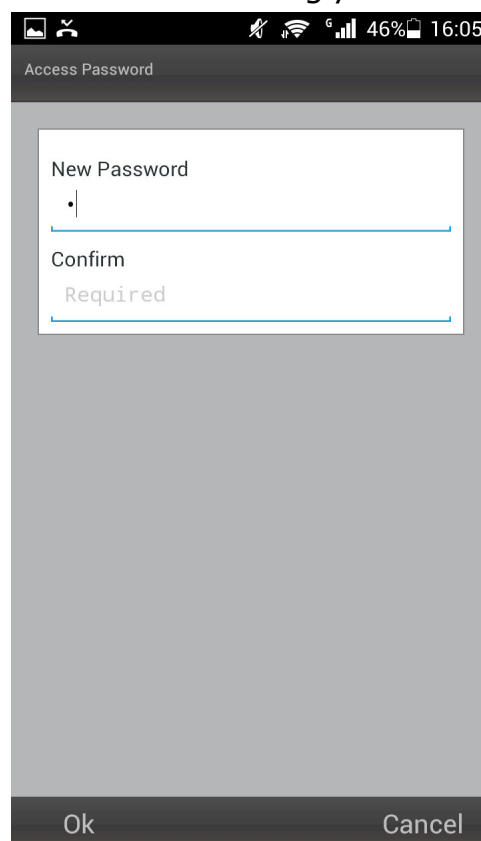 G 46% 16:05
Access Password
New Password
•
Confirm
Required
Ok Cancel